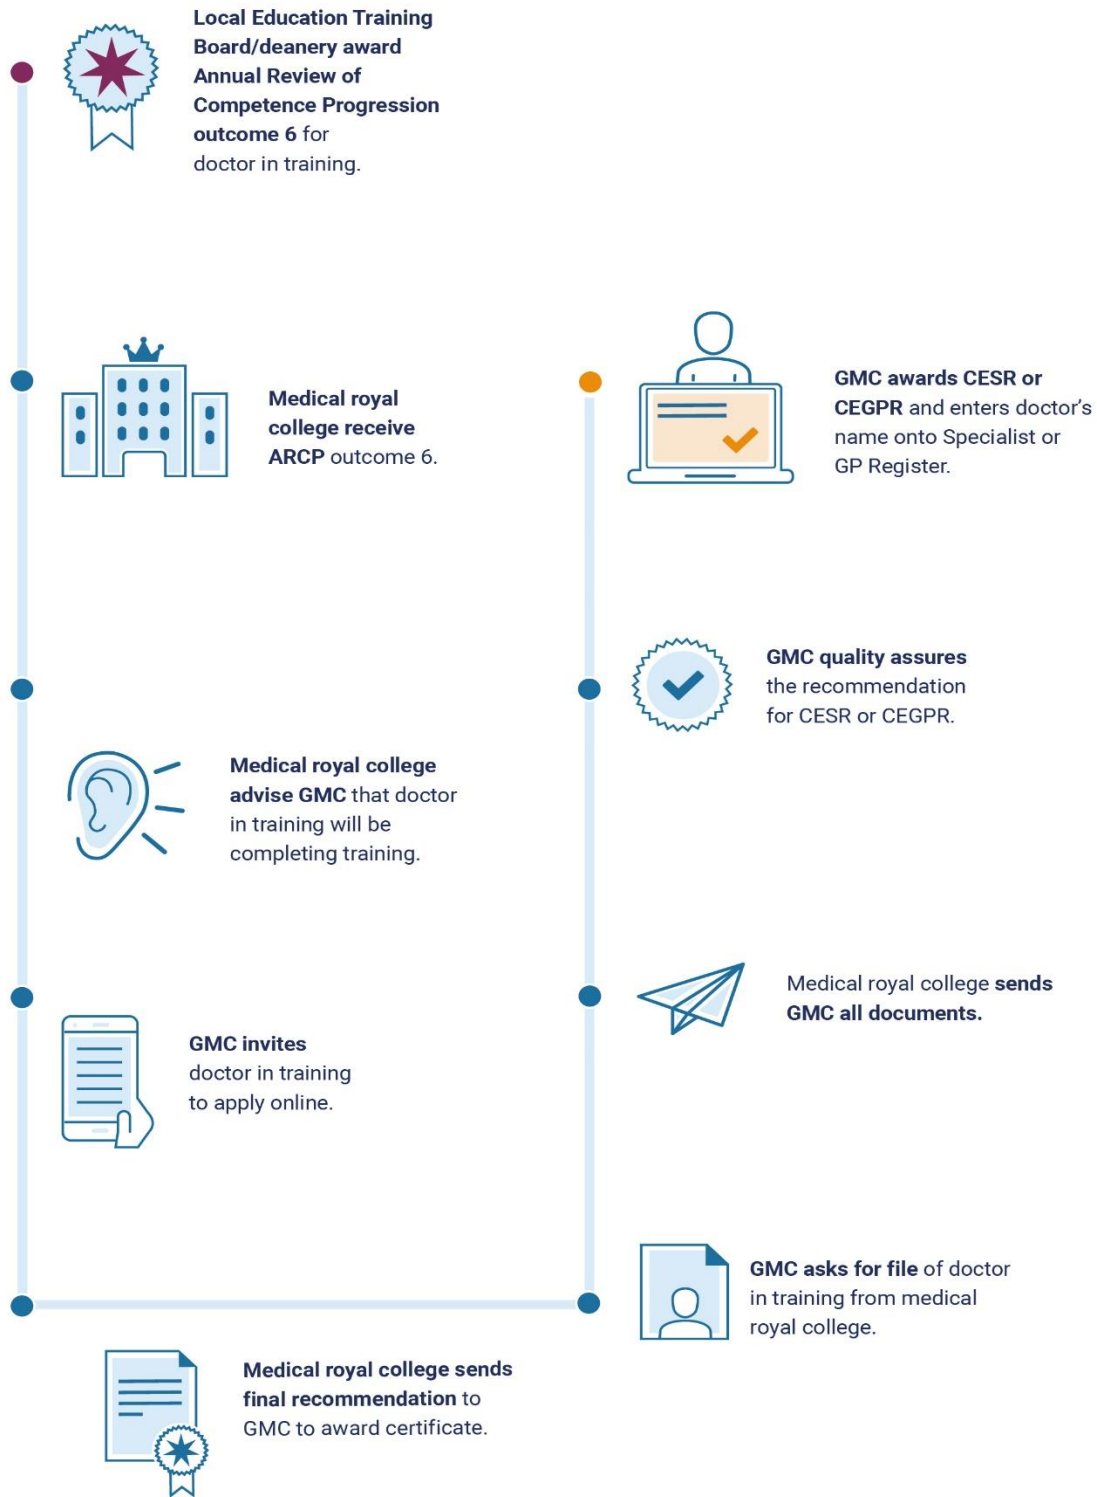 Local Education Training
Board/deanery award
Annual Review of
Competence Progression
outcome 6 for
doctor in training.
Medical royal
college receive
ARCP outcome 6.
Medical royal college
advise GMC that doctor
in training will be
completing training.
GMC invites
doctor in training
to apply online.
Medical royal college sends
final recommendation to
GMC to award certificate.
GMC asks for file of doctor
in training from medical
royal college.
Medical royal college sends
GMC all documents.
GMC quality assures
the recommendation
for CESR or CEGPR.
GMC awards CESR or
CEGPR and enters doctor’s
name onto Specialist or
GP Register.